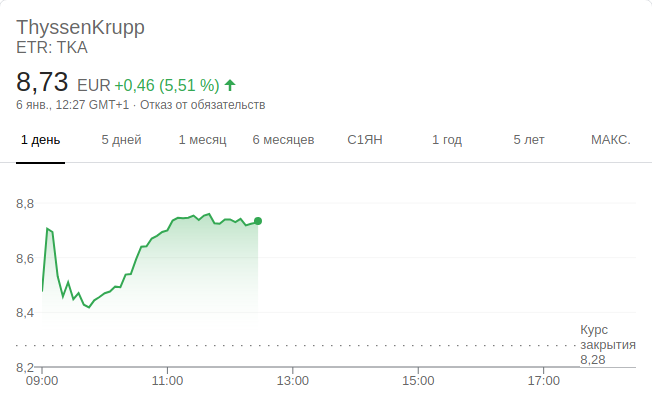 ThyssenKrupp
ETR: TKA
8,73 EUR +0,46 (5,51 %)
6 янв., 12:27 GMT+1 · Отказ от обязательств
1 день 5 дней 1 месяц 6 месяцев С1ЯН 1 год 5 лет МАКС.
8,8
8,6
8,4
Курс
закрытия
8,28
8,2
09:00 11:00 13:00 15:00 17:00